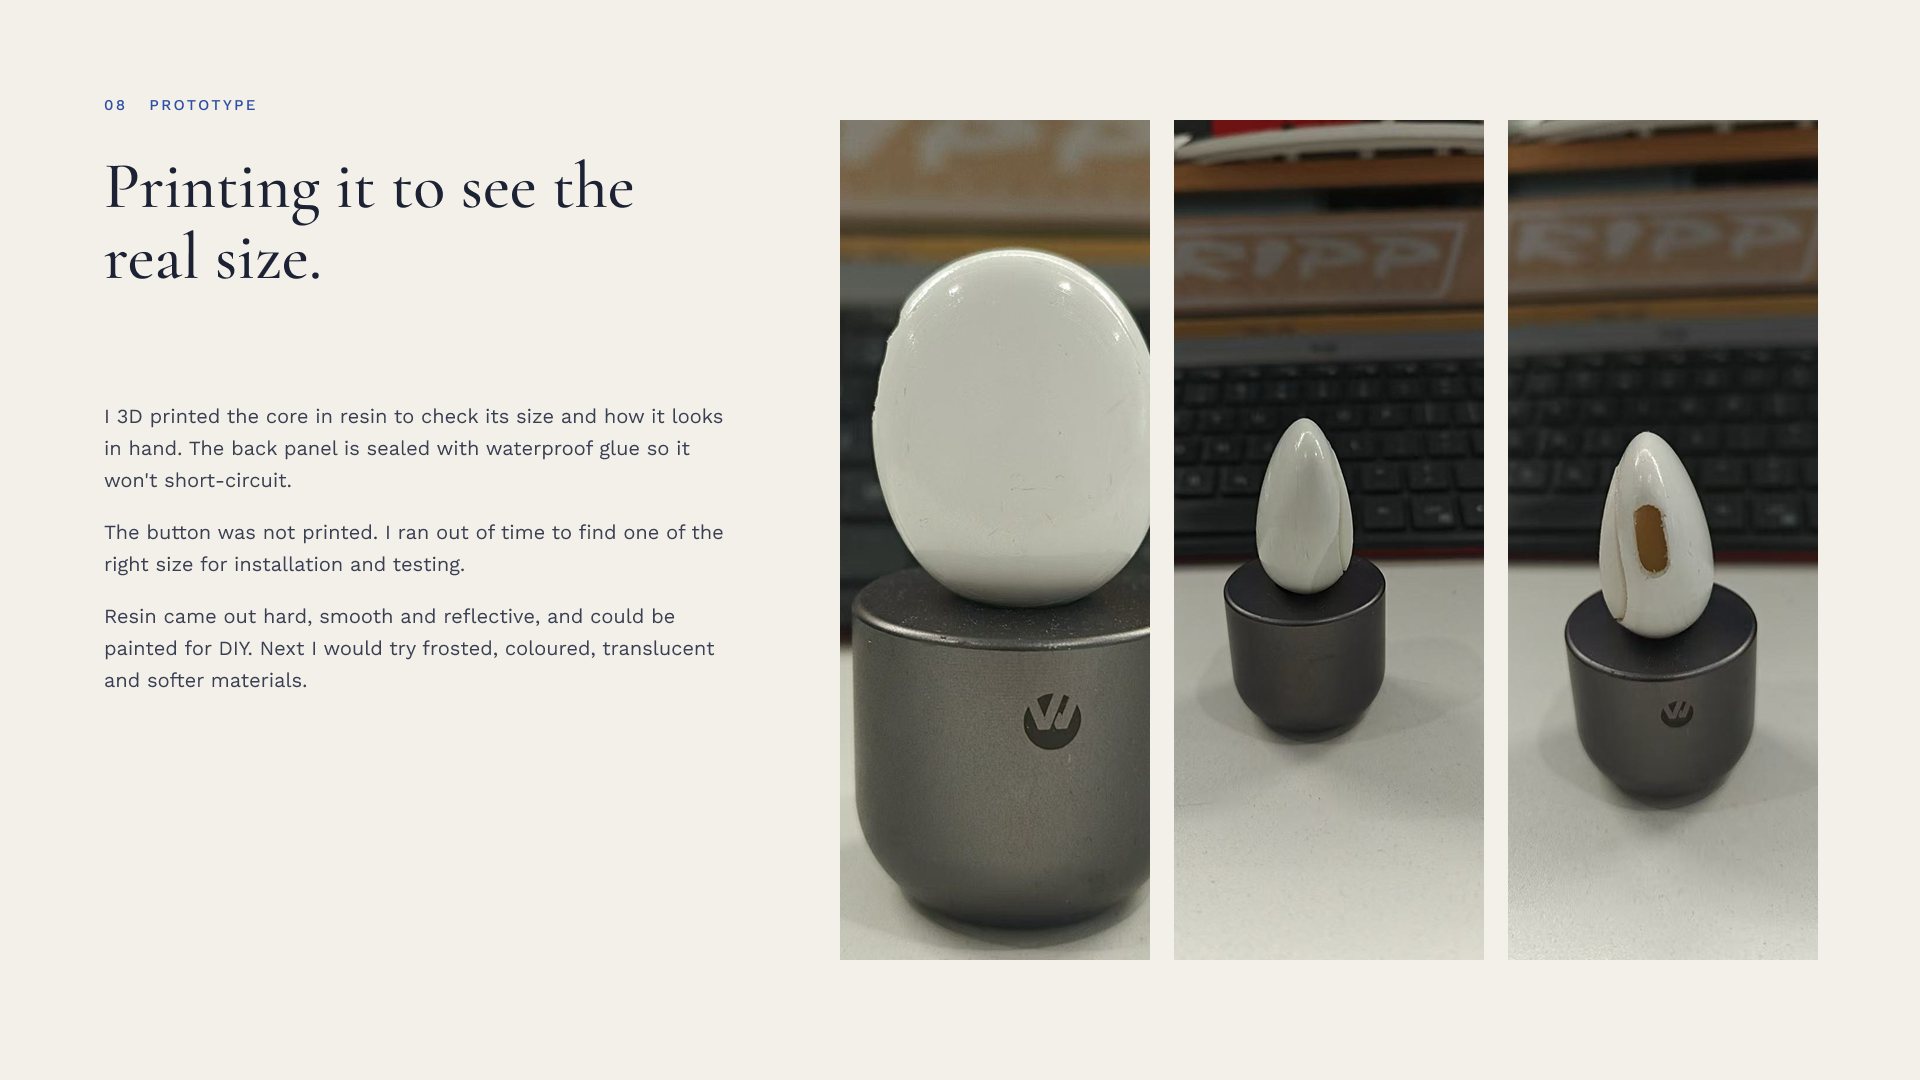 08 PROTOTYPE
Printing it to see the
real size.
I 3D printed the core in resin to check its size and how it looks
in hand. The back panel is sealed with waterproof glue so it
won't short-circuit.
The button was not printed. I ran out of time to find one of the
right size for installation and testing.
Resin came out hard, smooth and reflective, and could be
painted for DIY. Next I would try frosted, coloured, translucent
and softer materials.
RIPP
RIPP